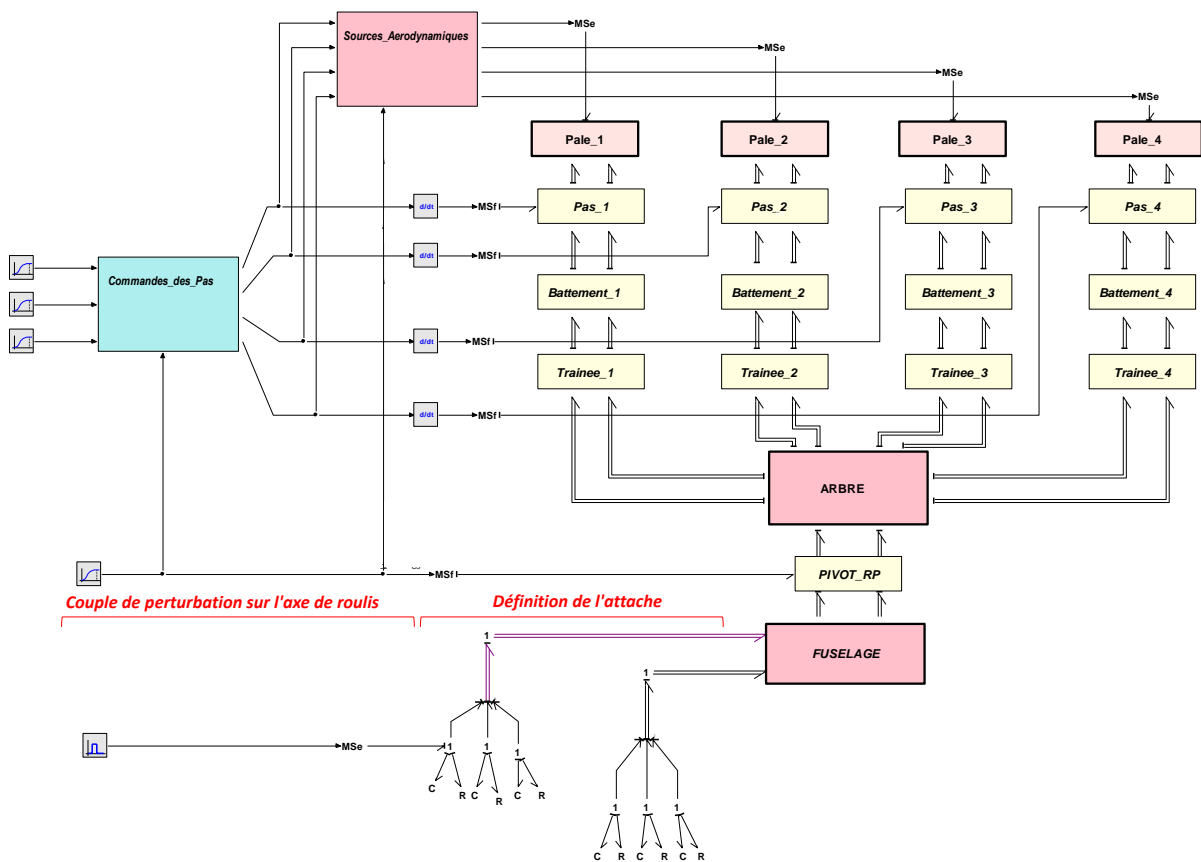 Sources_Aerodynamiques
MSe
MSe
MSe
MSe
Pale_1
Pale_2
Pale_3
Pale_4
d/dt
MSf
Pas_1
Pas_2
Pas_3
Pas_4
d/dt
MSf
Commandes_des_Pas
Battement_1
Battement_2
Battement_3
Battement_4
d/dt
MSf
Trainee_1
Trainee_2
Trainee_3
Trainee_4
d/dt
MSf
ARBRE
MSf
PIVOT_RP
Couple de perturbation sur l'axe de roulis
Définition de l'attache
1
FUSELAGE
1
MSe
1
1
1
C
R
C
R
C
R
1
1
1
C
R
C
R
C
R